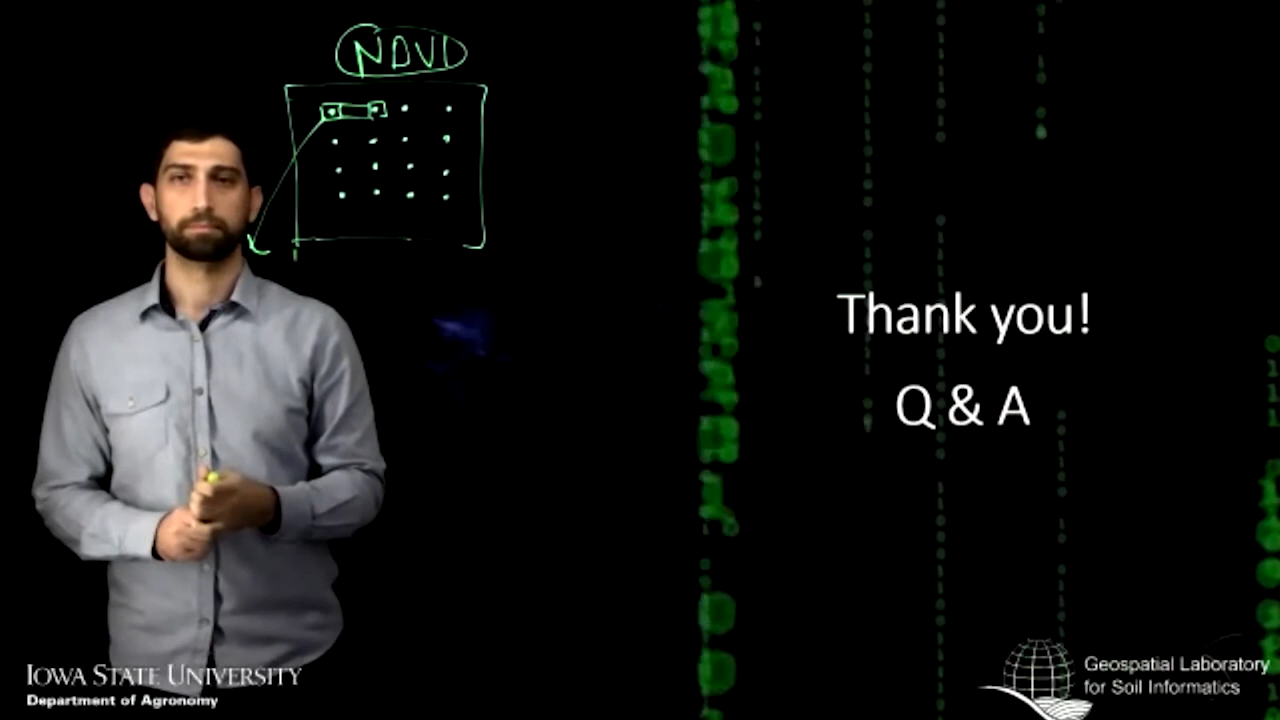 NDVI
Thank you!
Q & A
IOWA STATE UNIVERSITY
Department of Agronomy
Geospatial Laboratory
for Soil Informatics